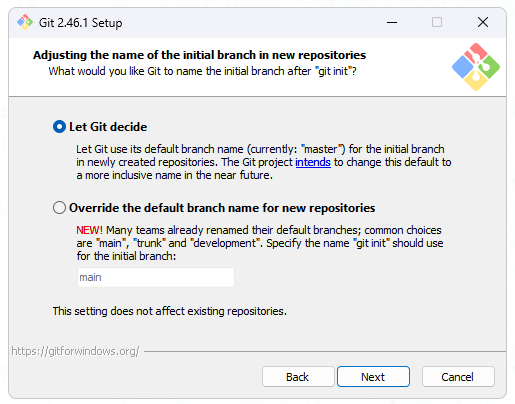 Git 2.46.1 Setup
Adjusting the name of the initial branch in new repositories
What would you like Git to name the initial branch after "git init"?
Let Git decide
Let Git use its default branch name (currently: "master") for the initial branch
in newly created repositories. The Git project intends to change this default to
a more inclusive name in the near future.
Override the default branch name for new repositories
NEW! Many teams already renamed their default branches; common choices
are "main", "trunk" and "development". Specify the name "git init" should use
for the initial branch:
main
This setting does not affect existing repositories.
https://gitforwindows.org/
Back
Next
Cancel